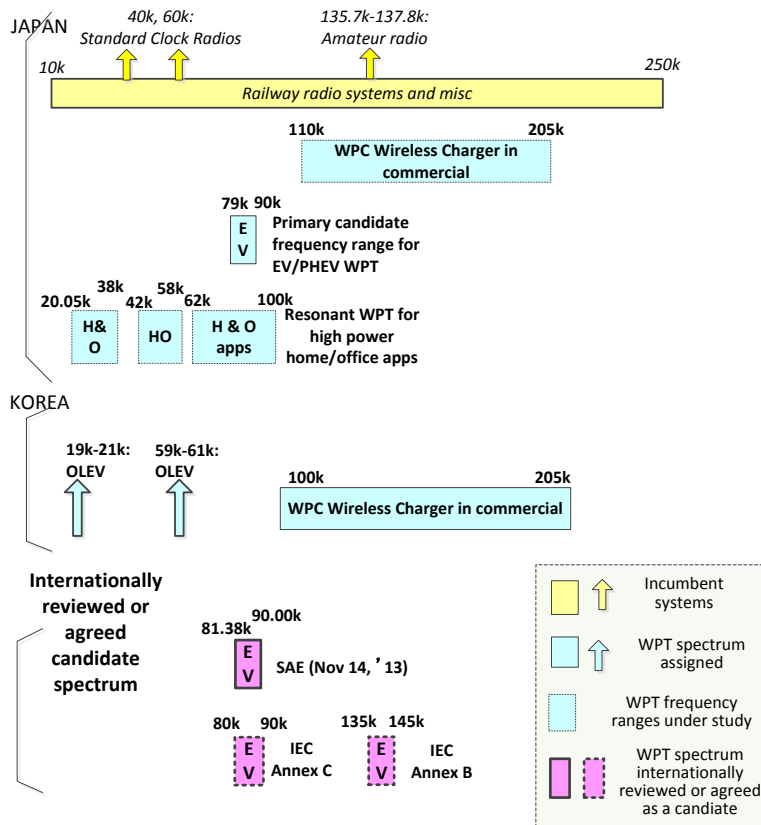 JAPAN
40k, 60k:
Standard Clock Radios
135.7k-137.8k:
Amateur radio
10k
250k
Railway radio systems and misc
110k
205k
WPC Wireless Charger in
commercial
79k
90k
E
V
Primary candidate
frequency range for
EV/PHEV WPT
20.05k
38k
42k
58k
62k
100k
H&
O
HO
H & O
apps
Resonant WPT for
high power
home/office apps
KOREA
19k-21k:
OLEV
59k-61k:
OLEV
100k
205k
WPC Wireless Charger in commercial
Internationally
reviewed or
agreed
candidate
spectrum
81.38k
90.00k
E
V
SAE (Nov 14, ’ 13)
80k
90k
E
V
IEC
Annex C
135k
145k
E
V
IEC
Annex B
Incumbent
systems
WPT spectrum
assigned
WPT frequency
ranges under study
WPT spectrum
internationally
reviewed or agreed
as a candiate